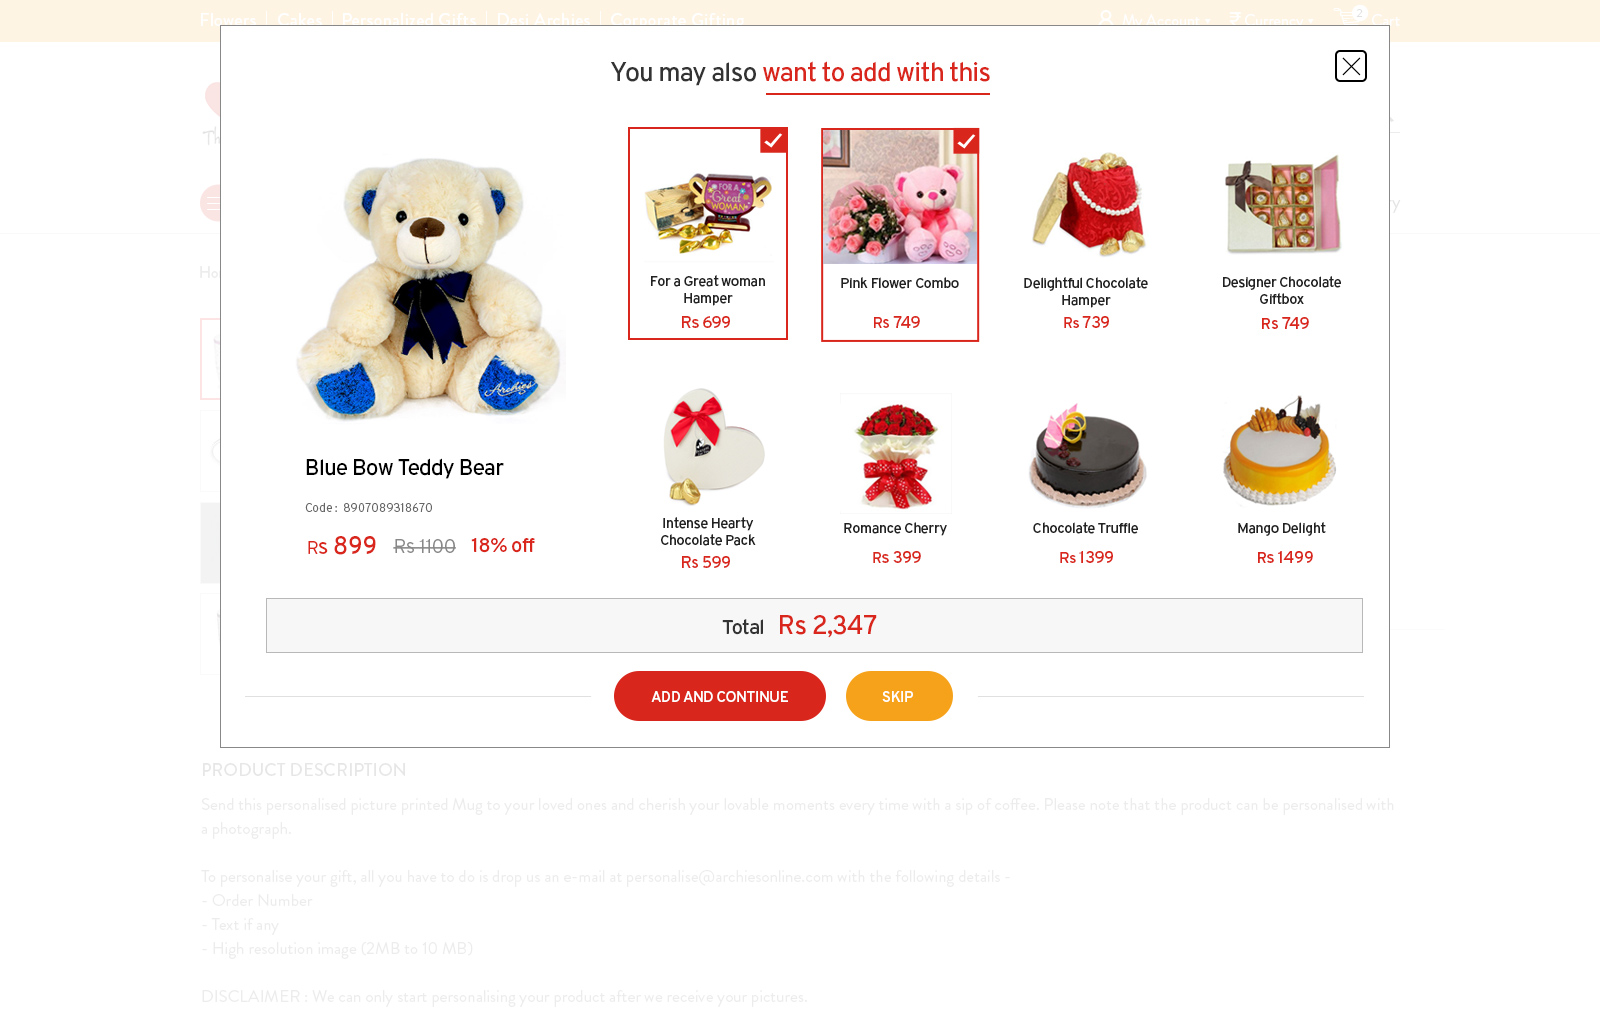 Flowers | Cakes | Personalized Gifts | Desi Archies | Corporate Gifting
My Account
Currency
2
Cart
You may also want to add with this
FOR A
Great
WOMAN
For a Great woman
Hamper
Rs 699
Pink Flower Combo
Rs 749
Delightful Chocolate
Hamper
Rs 739
Designer Chocolate
Giftbox
Rs 749
Archies
Blue Bow Teddy Bear
Code: 8907089318670
Rs 899 Rs 1100 18% off
Intense Hearty
Chocolate Pack
Rs 599
Romance Cherry
Rs 399
Chocolate Truffle
Rs 1399
Mango Delight
Rs 1499
Total Rs 2,347
ADD AND CONTINUE
SKIP
PRODUCT DESCRIPTION
Send this personalised picture printed Mug to your loved ones and cherish your lovable moments every time with a sip of coffee. Please note that the product can be personalised with
a photograph.
To personalise your gift, all you have to do is drop us an e-mail at personalise@archiesonline.com with the following details -
- Order Number
- Text if any
- High resolution image (2MB to 10 MB)
DISCLAIMER : We can only start personalising your product after we receive your pictures.